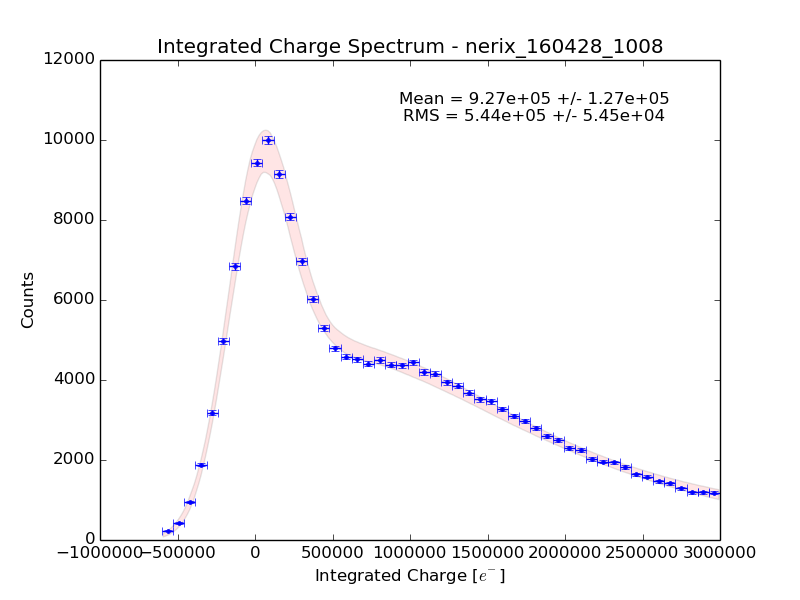 Integrated Charge Spectrum - nerix_160428_1008
Mean = 9.27e+05 +/- 1.27e+05
RMS = 5.44e+05 +/- 5.45e+04
12000
10000
8000
6000
4000
2000
0
Counts
−1000000 −500000 0 500000 1000000 1500000 2000000 2500000 3000000
Integrated Charge [e⁻]